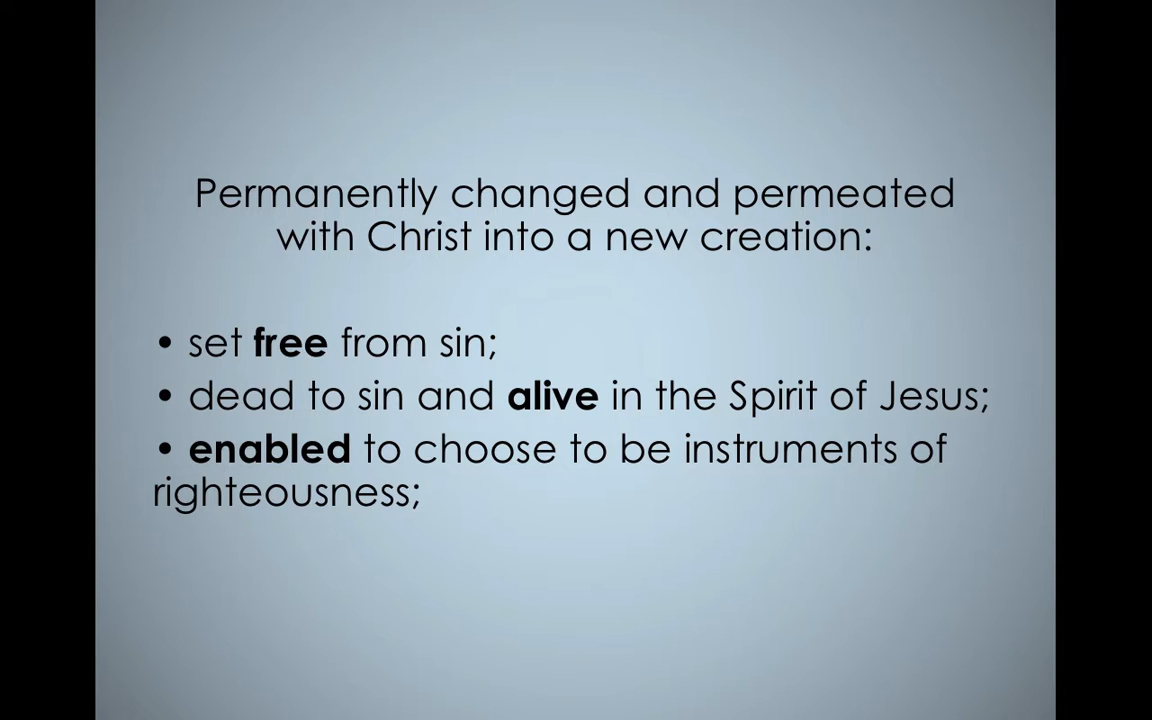 Permanently changed and permeated
with Christ into a new creation:
• set free from sin;
• dead to sin and alive in the Spirit of Jesus;
• enabled to choose to be instruments of
righteousness;